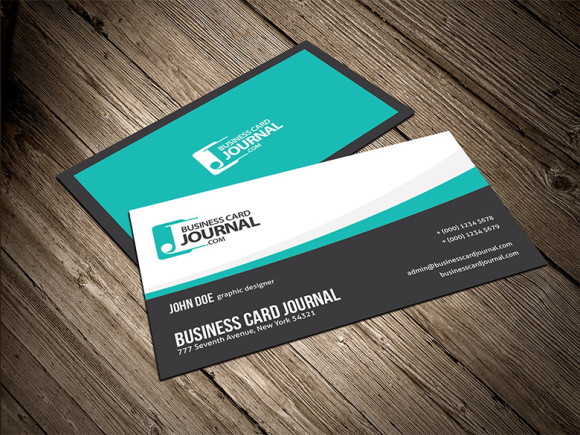 BUSINESS CARD
JOURNAL
.COM
J BUSINESS CARD
JOURNAL
.COM
+ (000) 1234 5678
+ (000) 1234 5679
admin@businesscardjournal.com
businesscardjournal.com
JOHN DOE graphic designer
BUSINESS CARD JOURNAL
777 Seventh Avenue, New York 54321